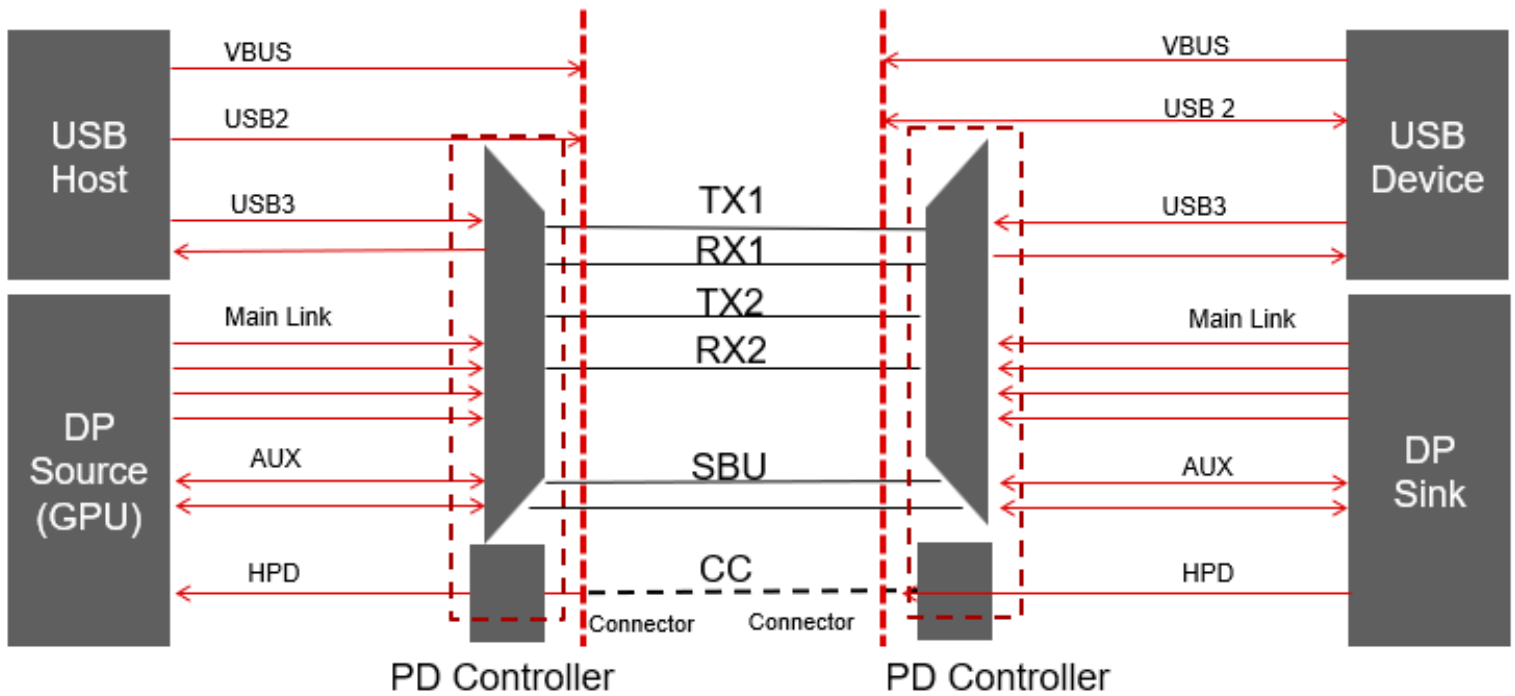 VBUS
USB2
USB3
USB
Host
Main Link
DP
Source
(GPU)
AUX
HPD
TX1
RX1
TX2
RX2
SBU
CC
Connector
Connector
PD Controller
PD Controller
VBUS
USB 2
USB3
USB
Device
Main Link
AUX
DP
Sink
HPD